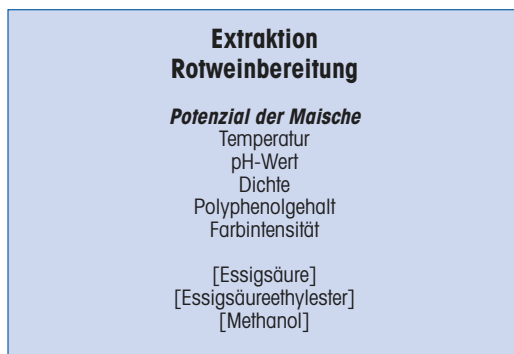 Extraktion
Rotweinbereitung
Potenzial der Maische
Temperatur
pH-Wert
Dichte
Polyphenolgehalt
Farbintensität
[Essigsäure]
[Essigsäureethylester]
[Methanol]